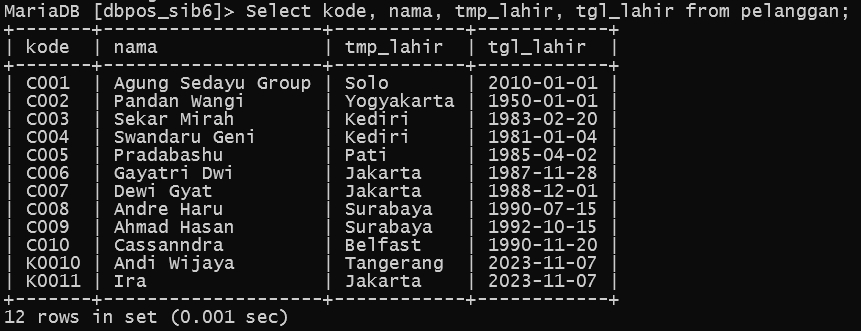 MariaDB [dbpos_sib6]> Select kode, nama, tmp_lahir, tgl_lahir from pelanggan;
+-------+--------------------+------------+------------+
| kode  | nama               | tmp_lahir  | tgl_lahir  |
+-------+--------------------+------------+------------+
| C001  | Agung Sedayu Group | Solo       | 2010-01-01 |
| C002  | Pandan Wangi       | Yogyakarta | 1950-01-01 |
| C003  | Sekar Mirah        | Kediri     | 1983-02-20 |
| C004  | Swandaru Geni      | Kediri     | 1981-01-04 |
| C005  | Pradabashu         | Pati       | 1985-04-02 |
| C006  | Gayatri Dwi        | Jakarta    | 1987-11-28 |
| C007  | Dewi Gyat          | Jakarta    | 1988-12-01 |
| C008  | Andre Haru         | Surabaya   | 1990-07-15 |
| C009  | Ahmad Hasan        | Surabaya   | 1992-10-15 |
| C010  | Cassanndra         | Belfast    | 1990-11-20 |
| K0010 | Andi Wijaya        | Tangerang  | 2023-11-07 |
| K0011 | Ira                | Jakarta    | 2023-11-07 |
+-------+--------------------+------------+------------+
12 rows in set (0.001 sec)